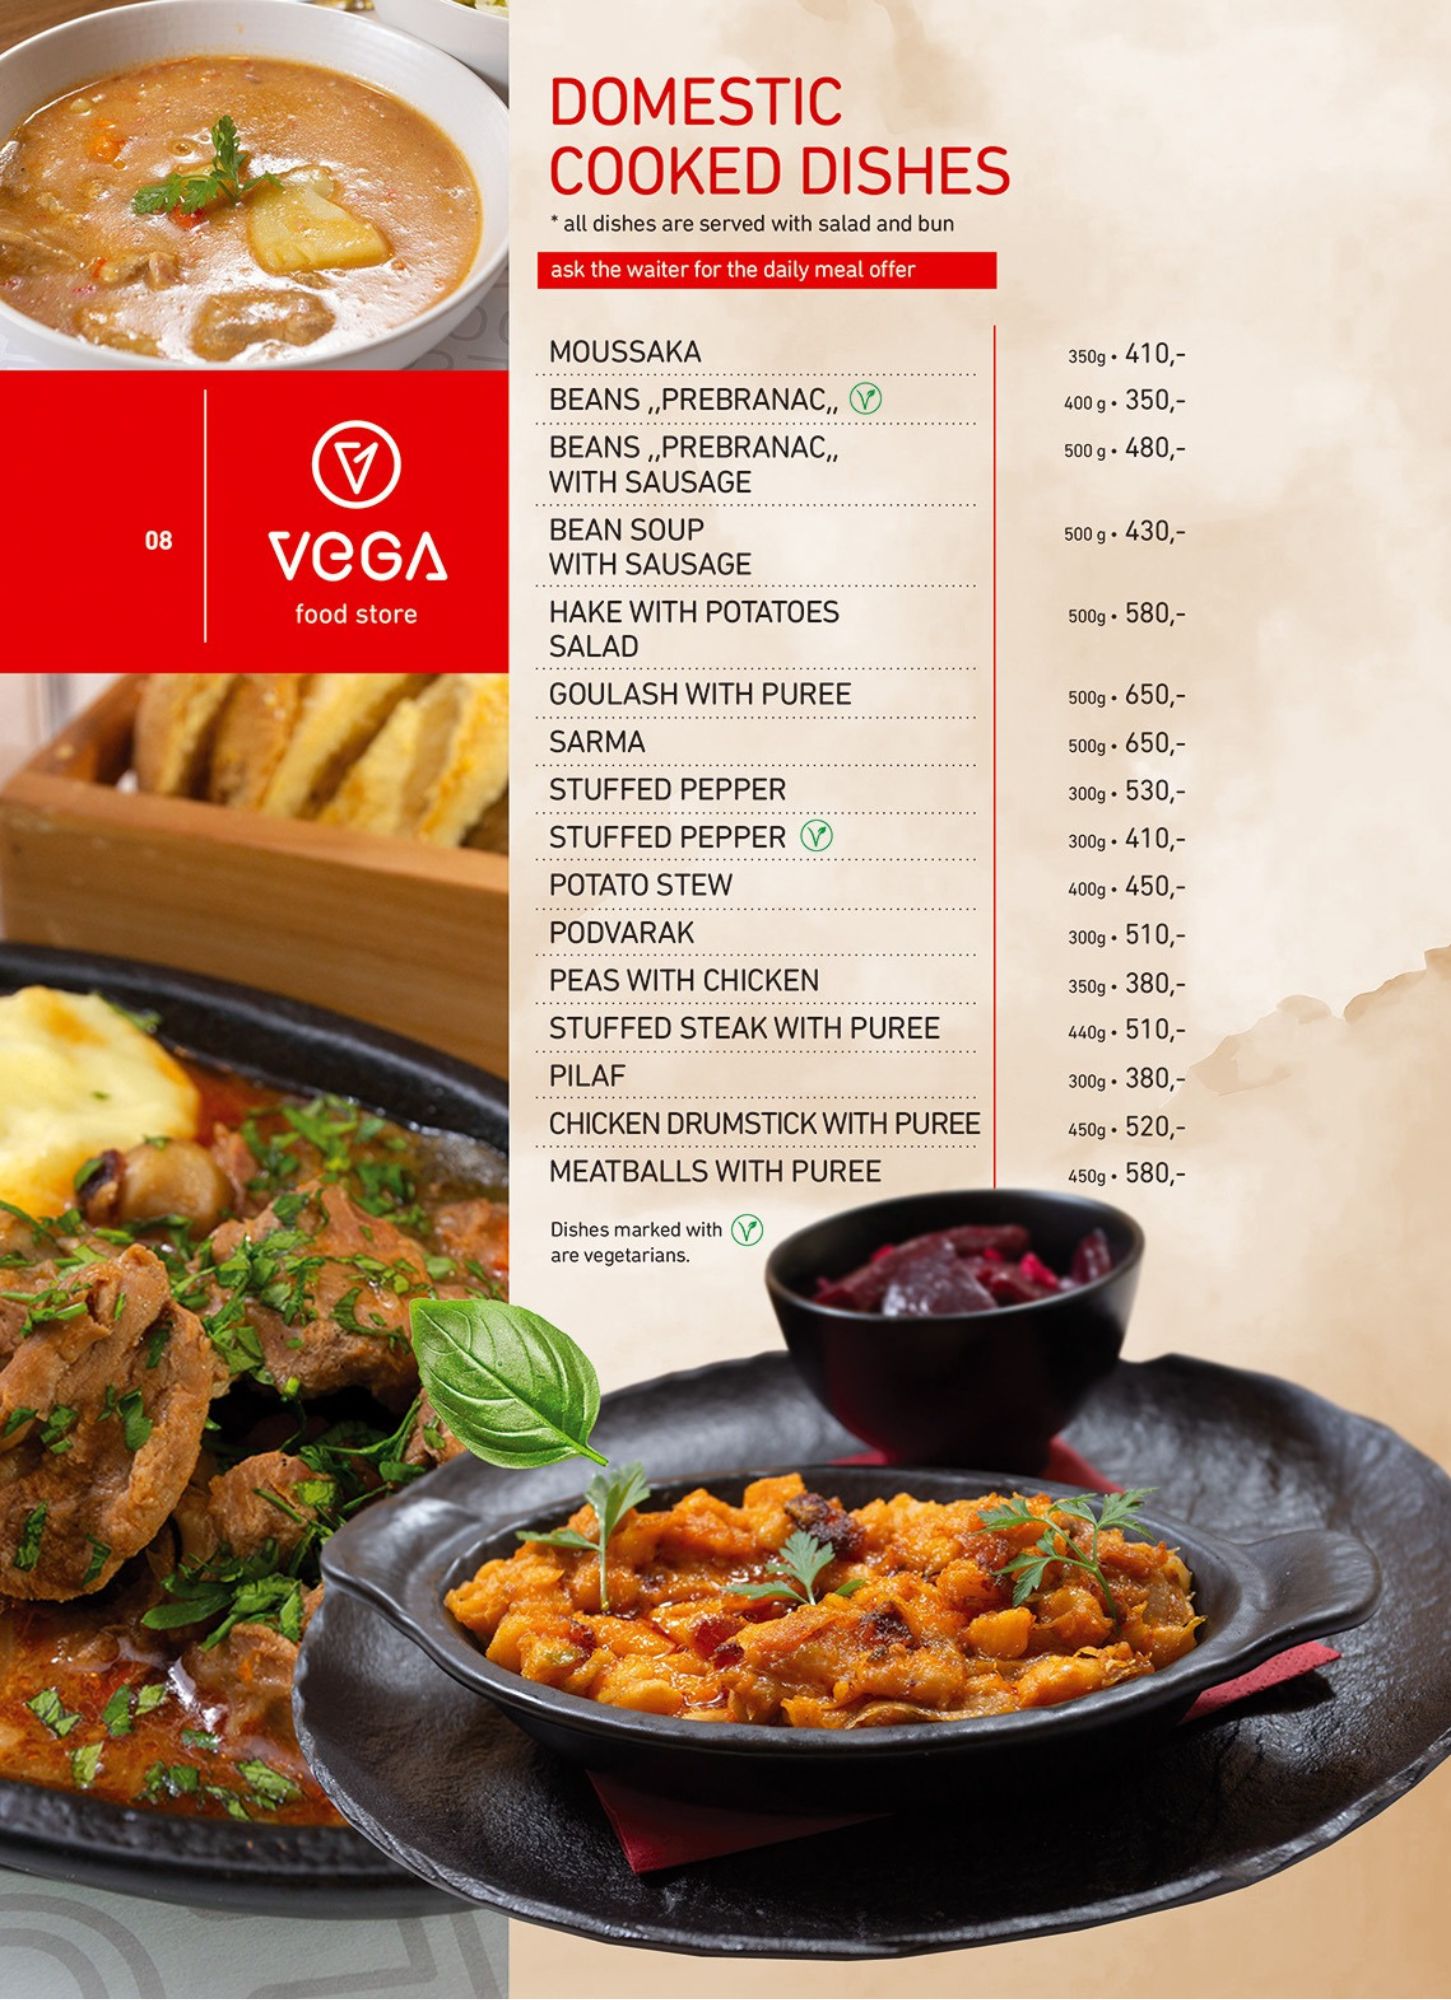 DOMESTIC
COOKED DISHES
* all dishes are served with salad and bun
ask the waiter for the daily meal offer
MOUSSAKA 350g • 410,-
BEANS ,,PREBRANAC,, V 400 g • 350,-
BEANS ,,PREBRANAC,, 500 g • 480,-
WITH SAUSAGE
BEAN SOUP 500 g • 430,-
WITH SAUSAGE
HAKE WITH POTATOES 500g • 580,-
SALAD
GOULASH WITH PUREE 500g • 650,-
SARMA 500g • 650,-
STUFFED PEPPER 300g • 530,-
STUFFED PEPPER V 300g • 410,-
POTATO STEW 400g • 450,-
PODVARAK 300g • 510,-
PEAS WITH CHICKEN 350g • 380,-
STUFFED STEAK WITH PUREE 440g • 510,-
PILAF 300g • 380,-
CHICKEN DRUMSTICK WITH PUREE 450g • 520,-
MEATBALLS WITH PUREE 450g • 580,-
Dishes marked with V
are vegetarians.
08
VeGA
food store